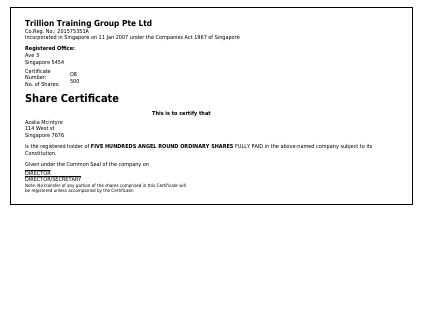 Trillion Training Group Pte Ltd
Co.Reg. No.: 201575351A
Incorporated in Singapore on 11 Jan 2007 under the Companies Act 1967 of Singapore
Registered Office:
Ave 3
Singapore 5454
Certificate Number: OB
No. of Shares: 500
Share Certificate
This is to certify that
Azalia Mcintyre
114 West st
Singapore 7676
is the registered holder of FIVE HUNDREDS ANGEL ROUND ORDINARY SHARES FULLY PAID in the above-named company subject to its
Constitution.
Given under the Common Seal of the company on
DIRECTOR
DIRECTOR/SECRETARY
Note: No transfer of any portion of the shares comprised in this Certificate will
be registered unless accompanied by the Certificate.